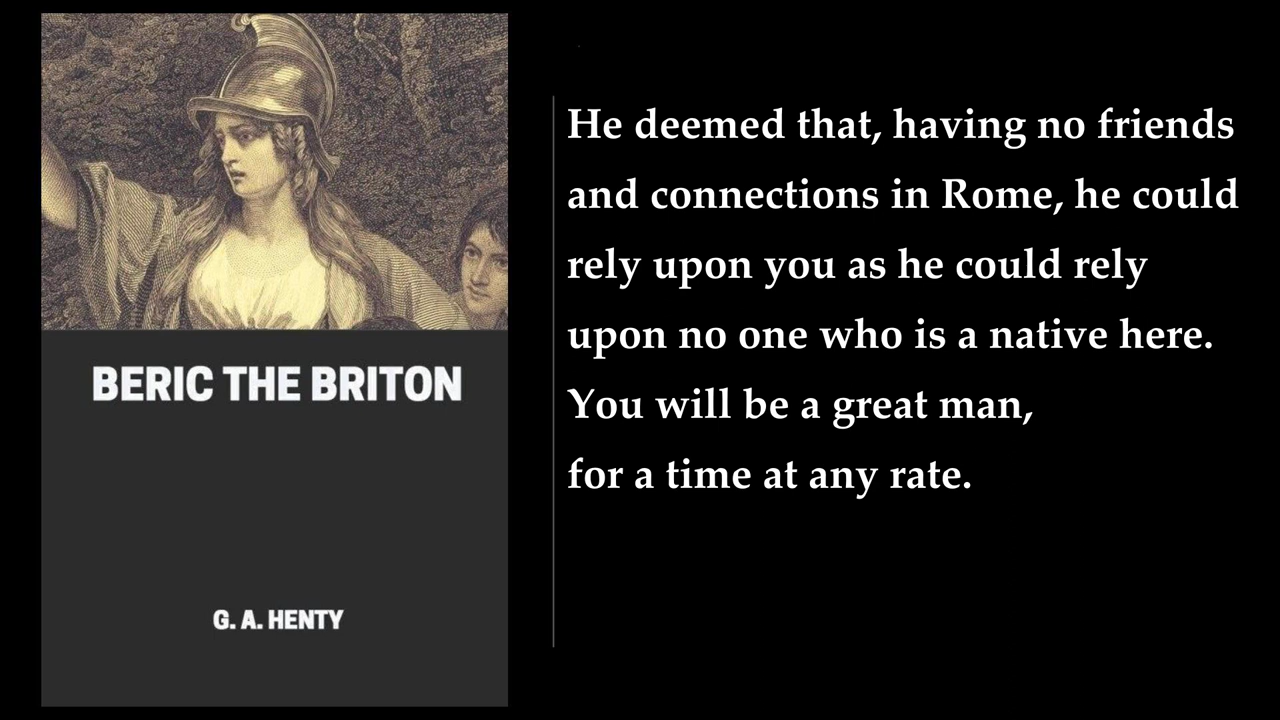 BERIC THE BRITON
G. A. HENTY
He deemed that, having no friends
and connections in Rome, he could
rely upon you as he could rely
upon no one who is a native here.
You will be a great man,
for a time at any rate.